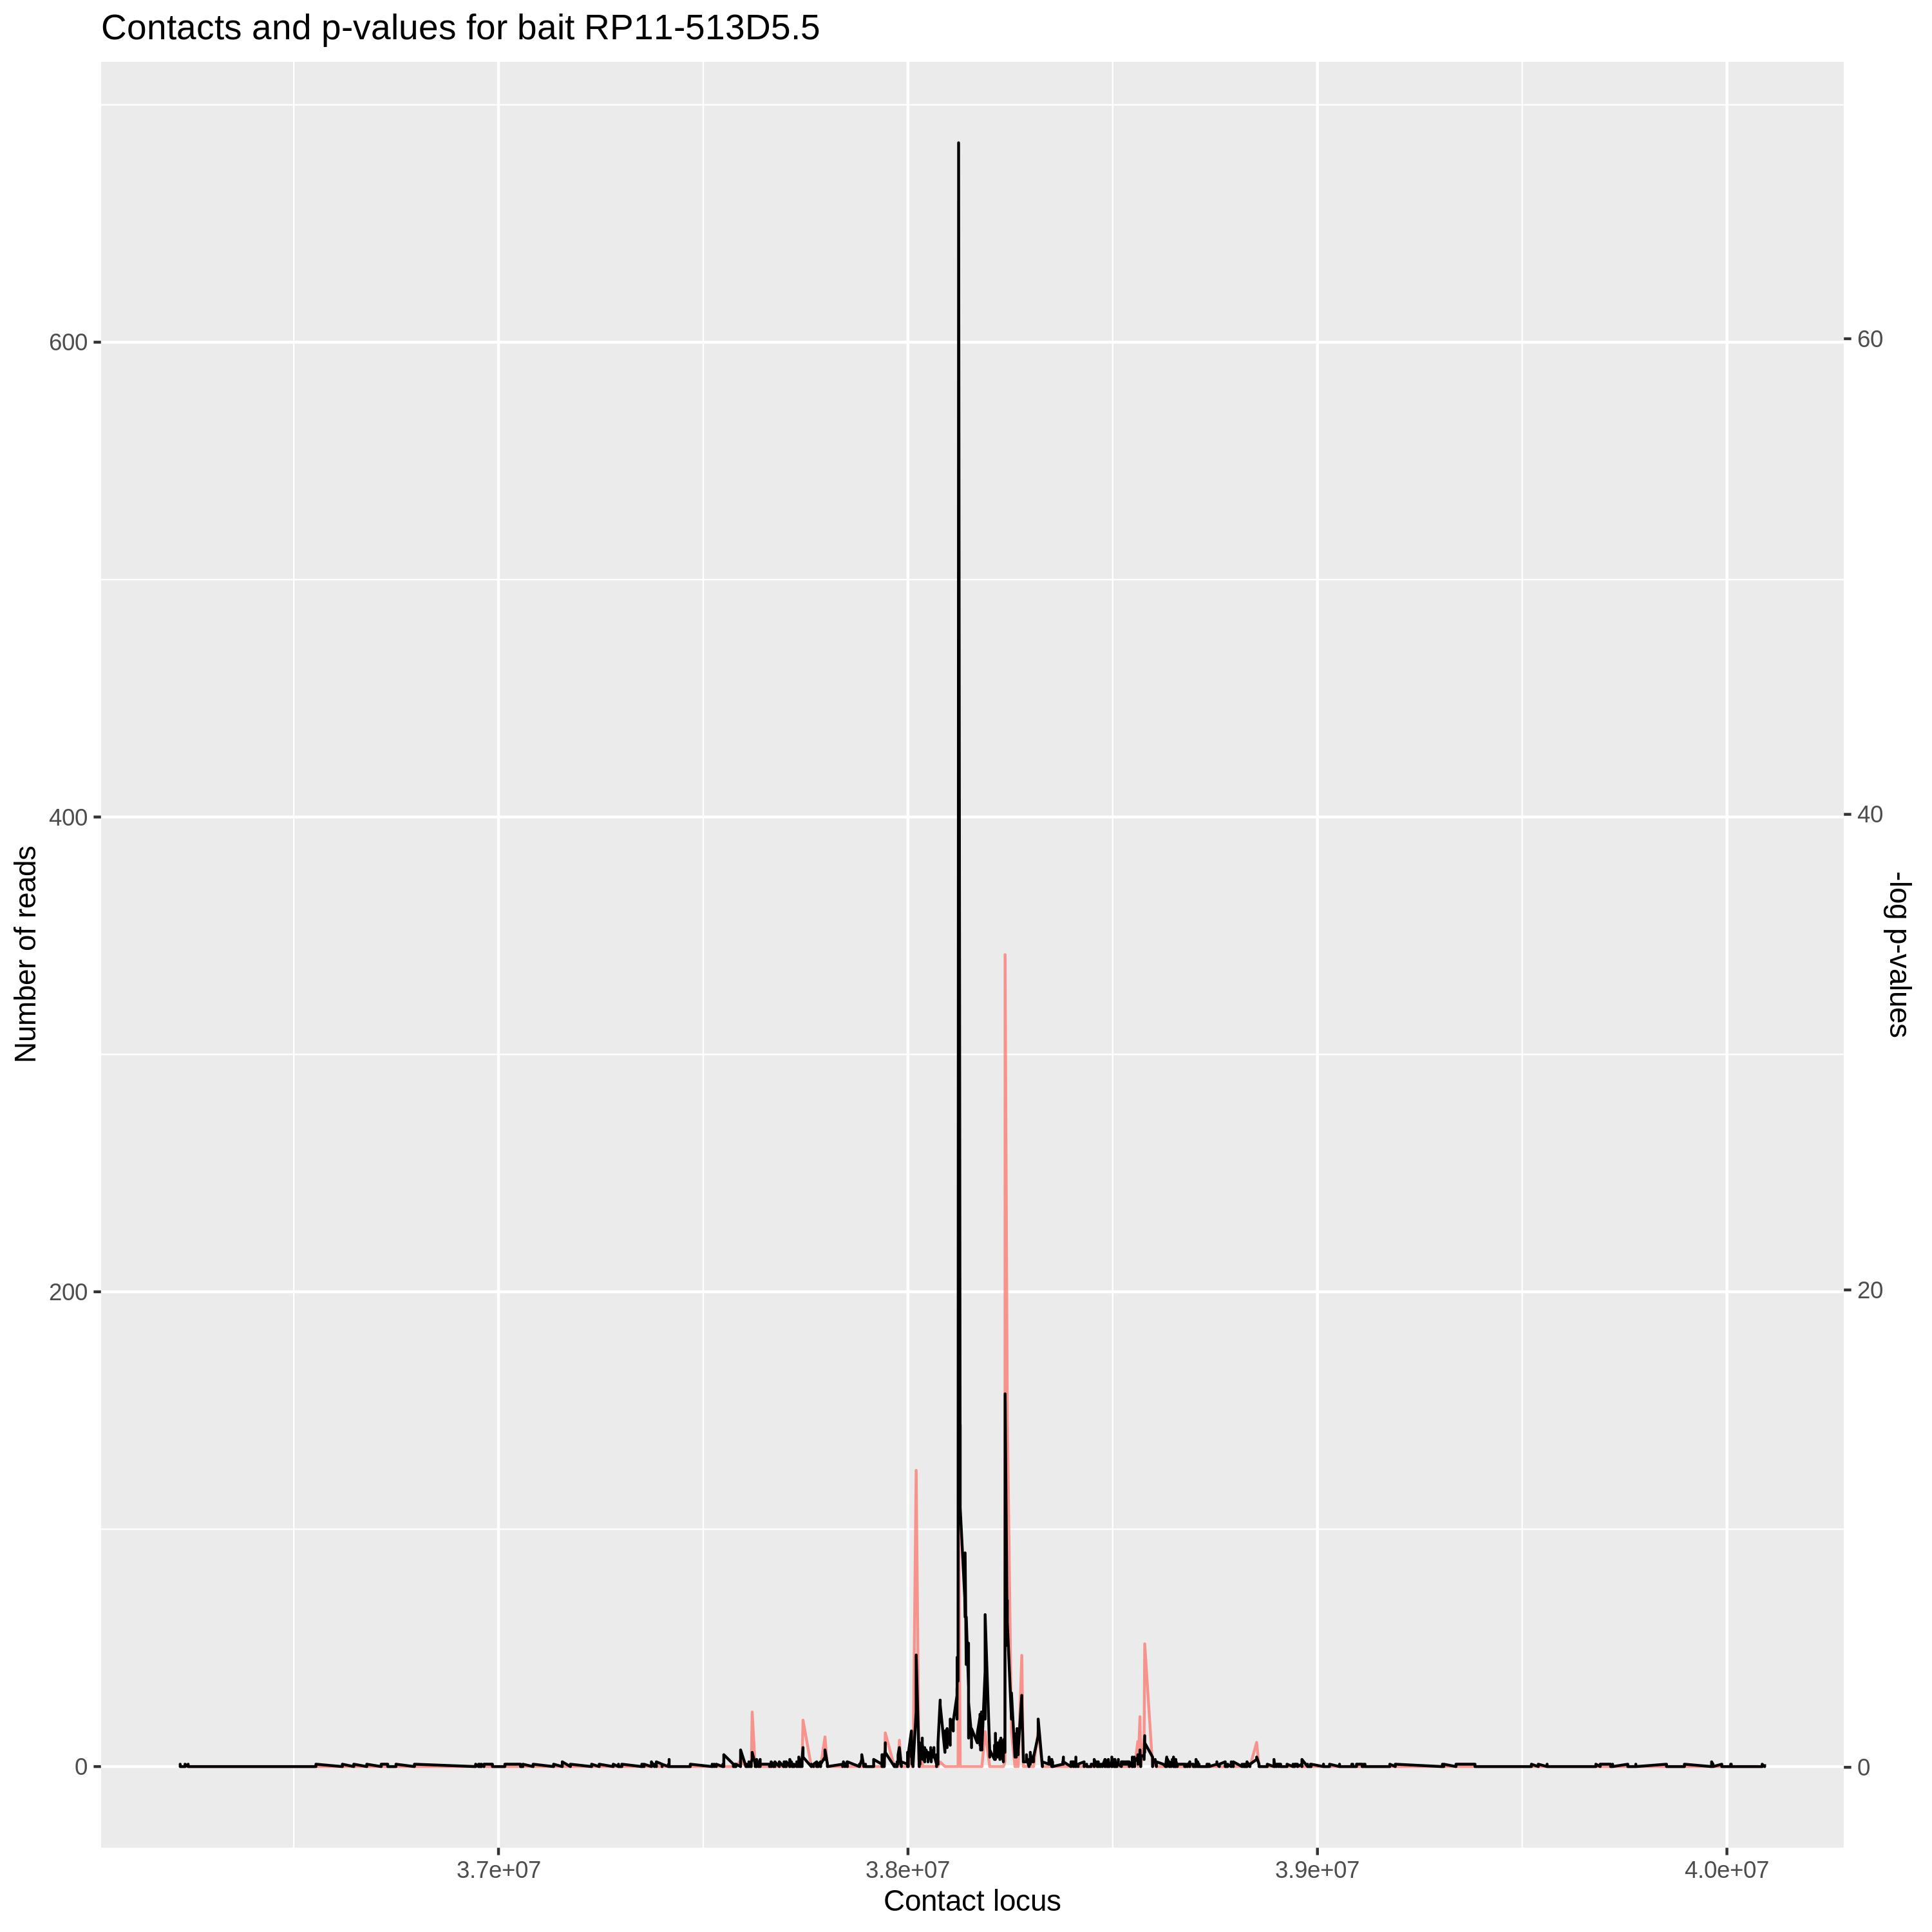 Contacts and p-values for bait RP11-513D5.5
600
400
200
0
60
40
20
0
Number of reads
-log p-values
3.7e+07
3.8e+07
3.9e+07
4.0e+07
Contact locus